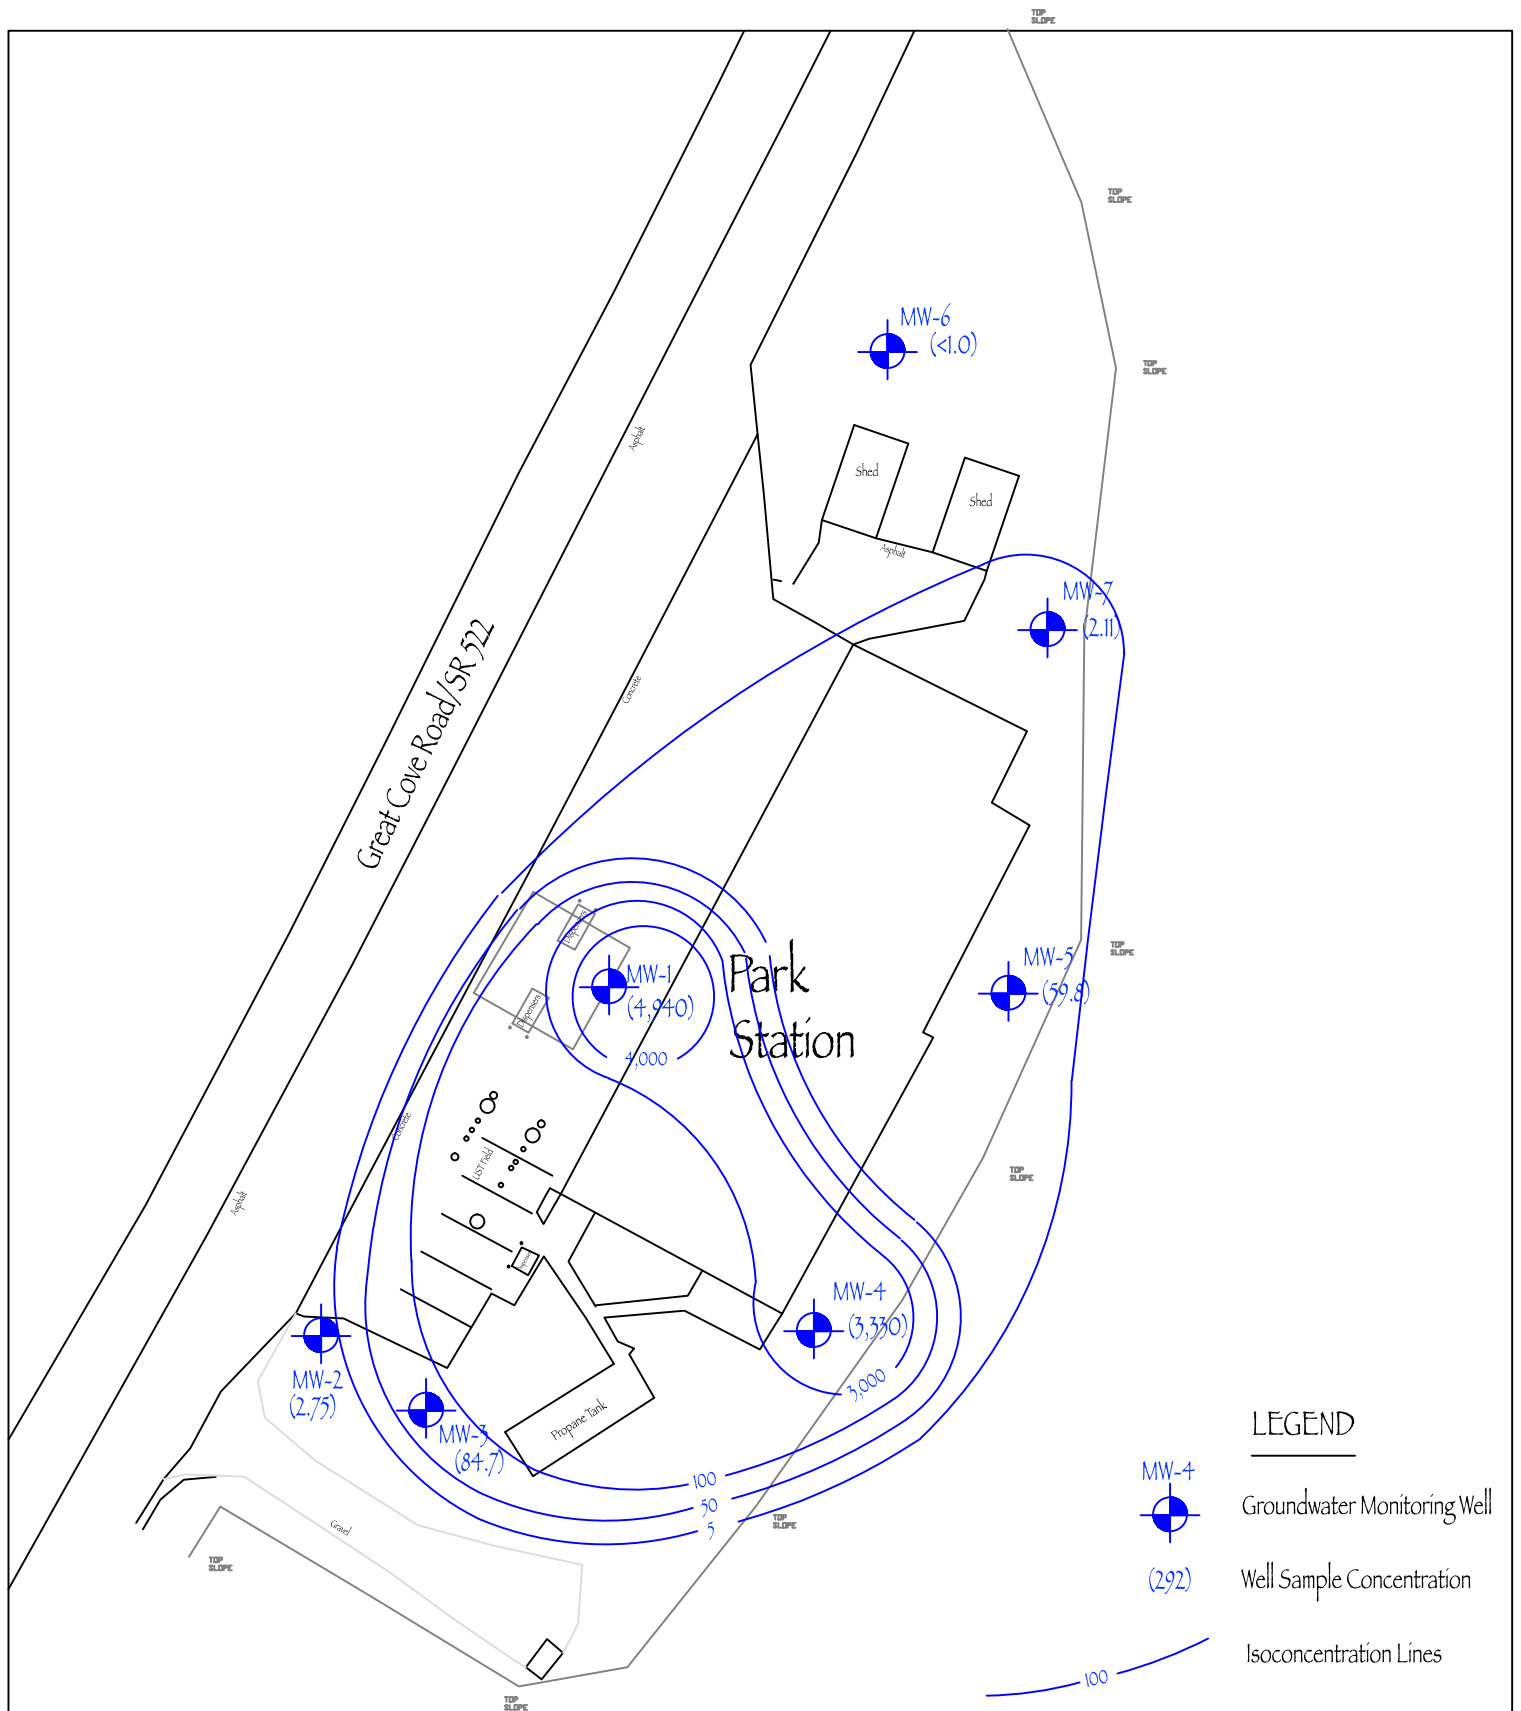 TOP
SLOPE
TOP
SLOPE
MW-6
(<1.0)
TOP
SLOPE
Asphalt
Shed
Shed
Asphalt
MW-7
(2.11)
Great Cove Road/SR 522
Concrete
Dispensers
Park
Station
MW-1
(4,940)
MW-5
(59.8)
TOP
SLOPE
Dispensers
4,000
Concrete
UST Field
TOP
SLOPE
Asphalt
Dispenser
MW-4
(3,330)
MW-2
(2.75)
3,000
MW-3
(84.7)
Propane Tank
100
50
5
TOP
SLOPE
Gravel
TOP
SLOPE
TOP
SLOPE
LEGEND
MW-4
Groundwater Monitoring Well
(292)
Well Sample Concentration
Isoconcentration Lines
100